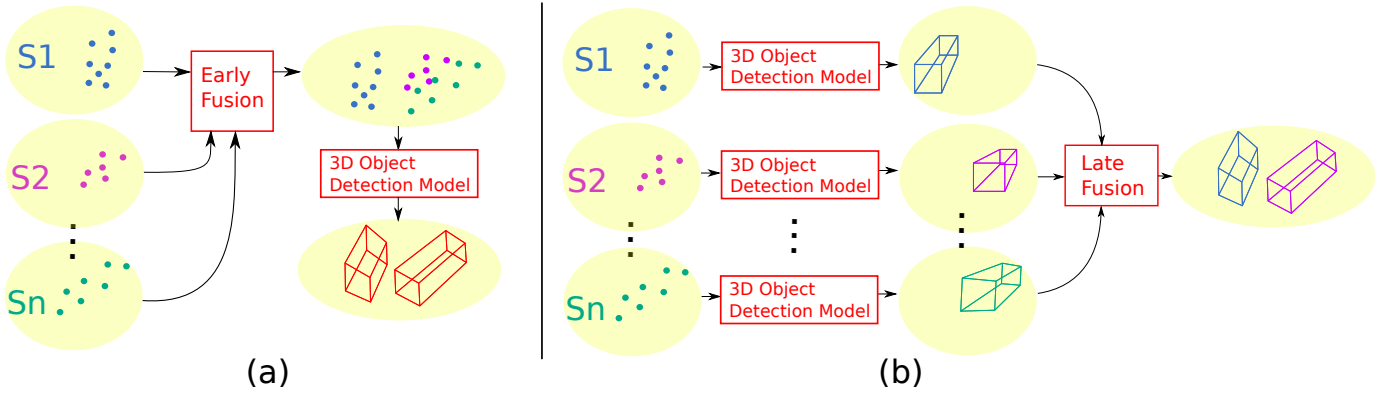 S1
S2
Sn
Early
Fusion
3D Object
Detection Model
(a)
S1
3D Object
Detection Model
S2
3D Object
Detection Model
Sn
3D Object
Detection Model
Late
Fusion
(b)